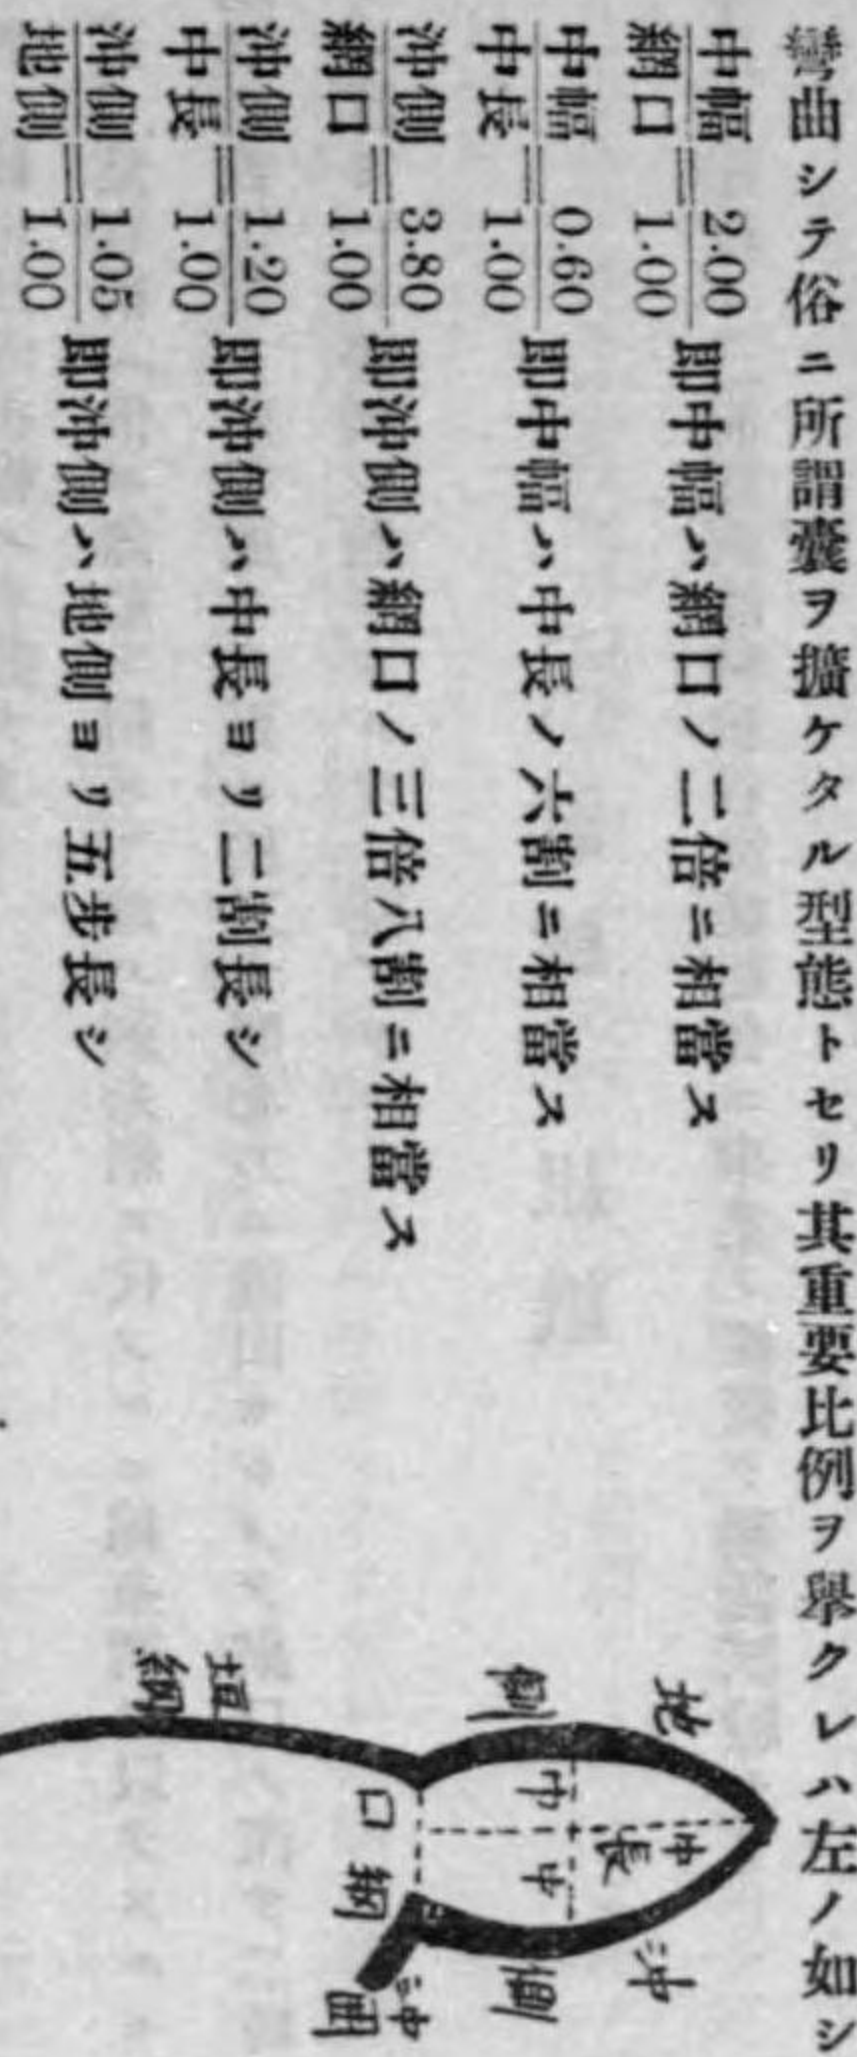 彎曲シテ俗ニ所謂嚢ヲ擴ケタル型態トセリ其重要比例ヲ擧クレハ左ノ如シ
中幅/網口＝2.00/1.00 即中幅ハ網口ノ二倍ニ相當ス
中幅/中長＝0.60/1.00 即中幅ハ中長ノ六割ニ相當ス
沖側/網口＝3.80/1.00 即沖側ハ網口ノ三倍八割ニ相當ス
沖側/中長＝1.20/1.00 即沖側ハ中長ヨリ二割長シ
沖側/地側＝1.05/1.00 即沖側ハ地側ヨリ五步長シ
地側
中長
中巾
沖側
網口
垣網
沖囲